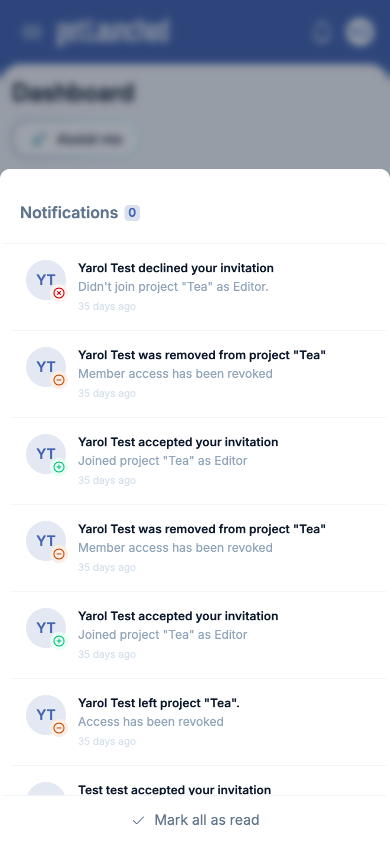 Dashboard
Assist me
Notifications 0
YT
Yarol Test declined your invitation
Didn't join project "Tea" as Editor.
35 days ago
YT
Yarol Test was removed from project "Tea"
Member access has been revoked
35 days ago
YT
Yarol Test accepted your invitation
Joined project "Tea" as Editor
35 days ago
YT
Yarol Test was removed from project "Tea"
Member access has been revoked
35 days ago
YT
Yarol Test accepted your invitation
Joined project "Tea" as Editor
35 days ago
YT
Yarol Test left project "Tea".
Access has been revoked
35 days ago
Test test accepted your invitation
Mark all as read